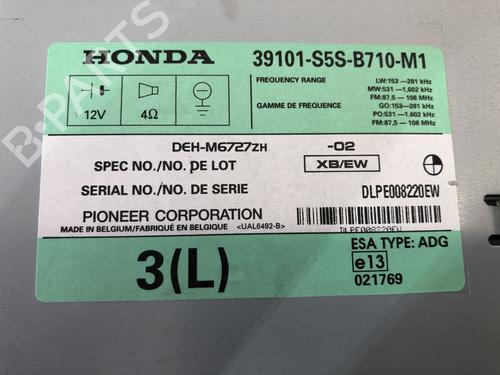 HONDA 39101-S5S-B710-M1
FREQUENCY RANGE LW:153 —281 kHz
MW:531 —1,602 kHz
FM:87.5 — 108 MHz
GAMME DE FREQUENCE GO:153—281 kHz
PO:531—1.602 kHz
FM:87,5 — 108 MHz
12V 4Ω
DEH-M6727ZH -02
SPEC NO./NO. DE LOT XB/EW
SERIAL NO./NO. DE SERIE DLPE008220EW
PIONEER CORPORATION
MADE IN BELGIUM/FABRIQUÉ EN BELGIQUE <UAL6492-B> DLPE008220EW
3(L) ESA TYPE: ADG
e13
021769
B-PARTS